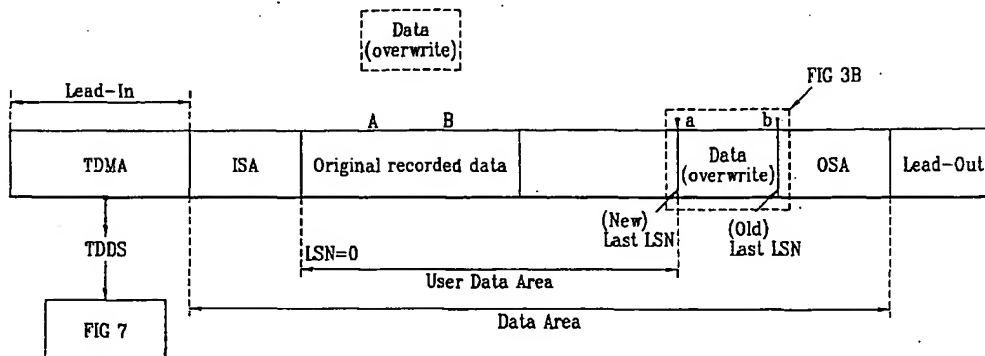 Data
(overwrite)
FIG 3B
Lead-In
A
B
a
b
TDMA
ISA
Original recorded data
Data
(overwrite)
OSA
Lead-Out
(New)
Last LSN
(Old)
Last LSN
TDDS
LSN=0
User Data Area
Data Area
FIG 7